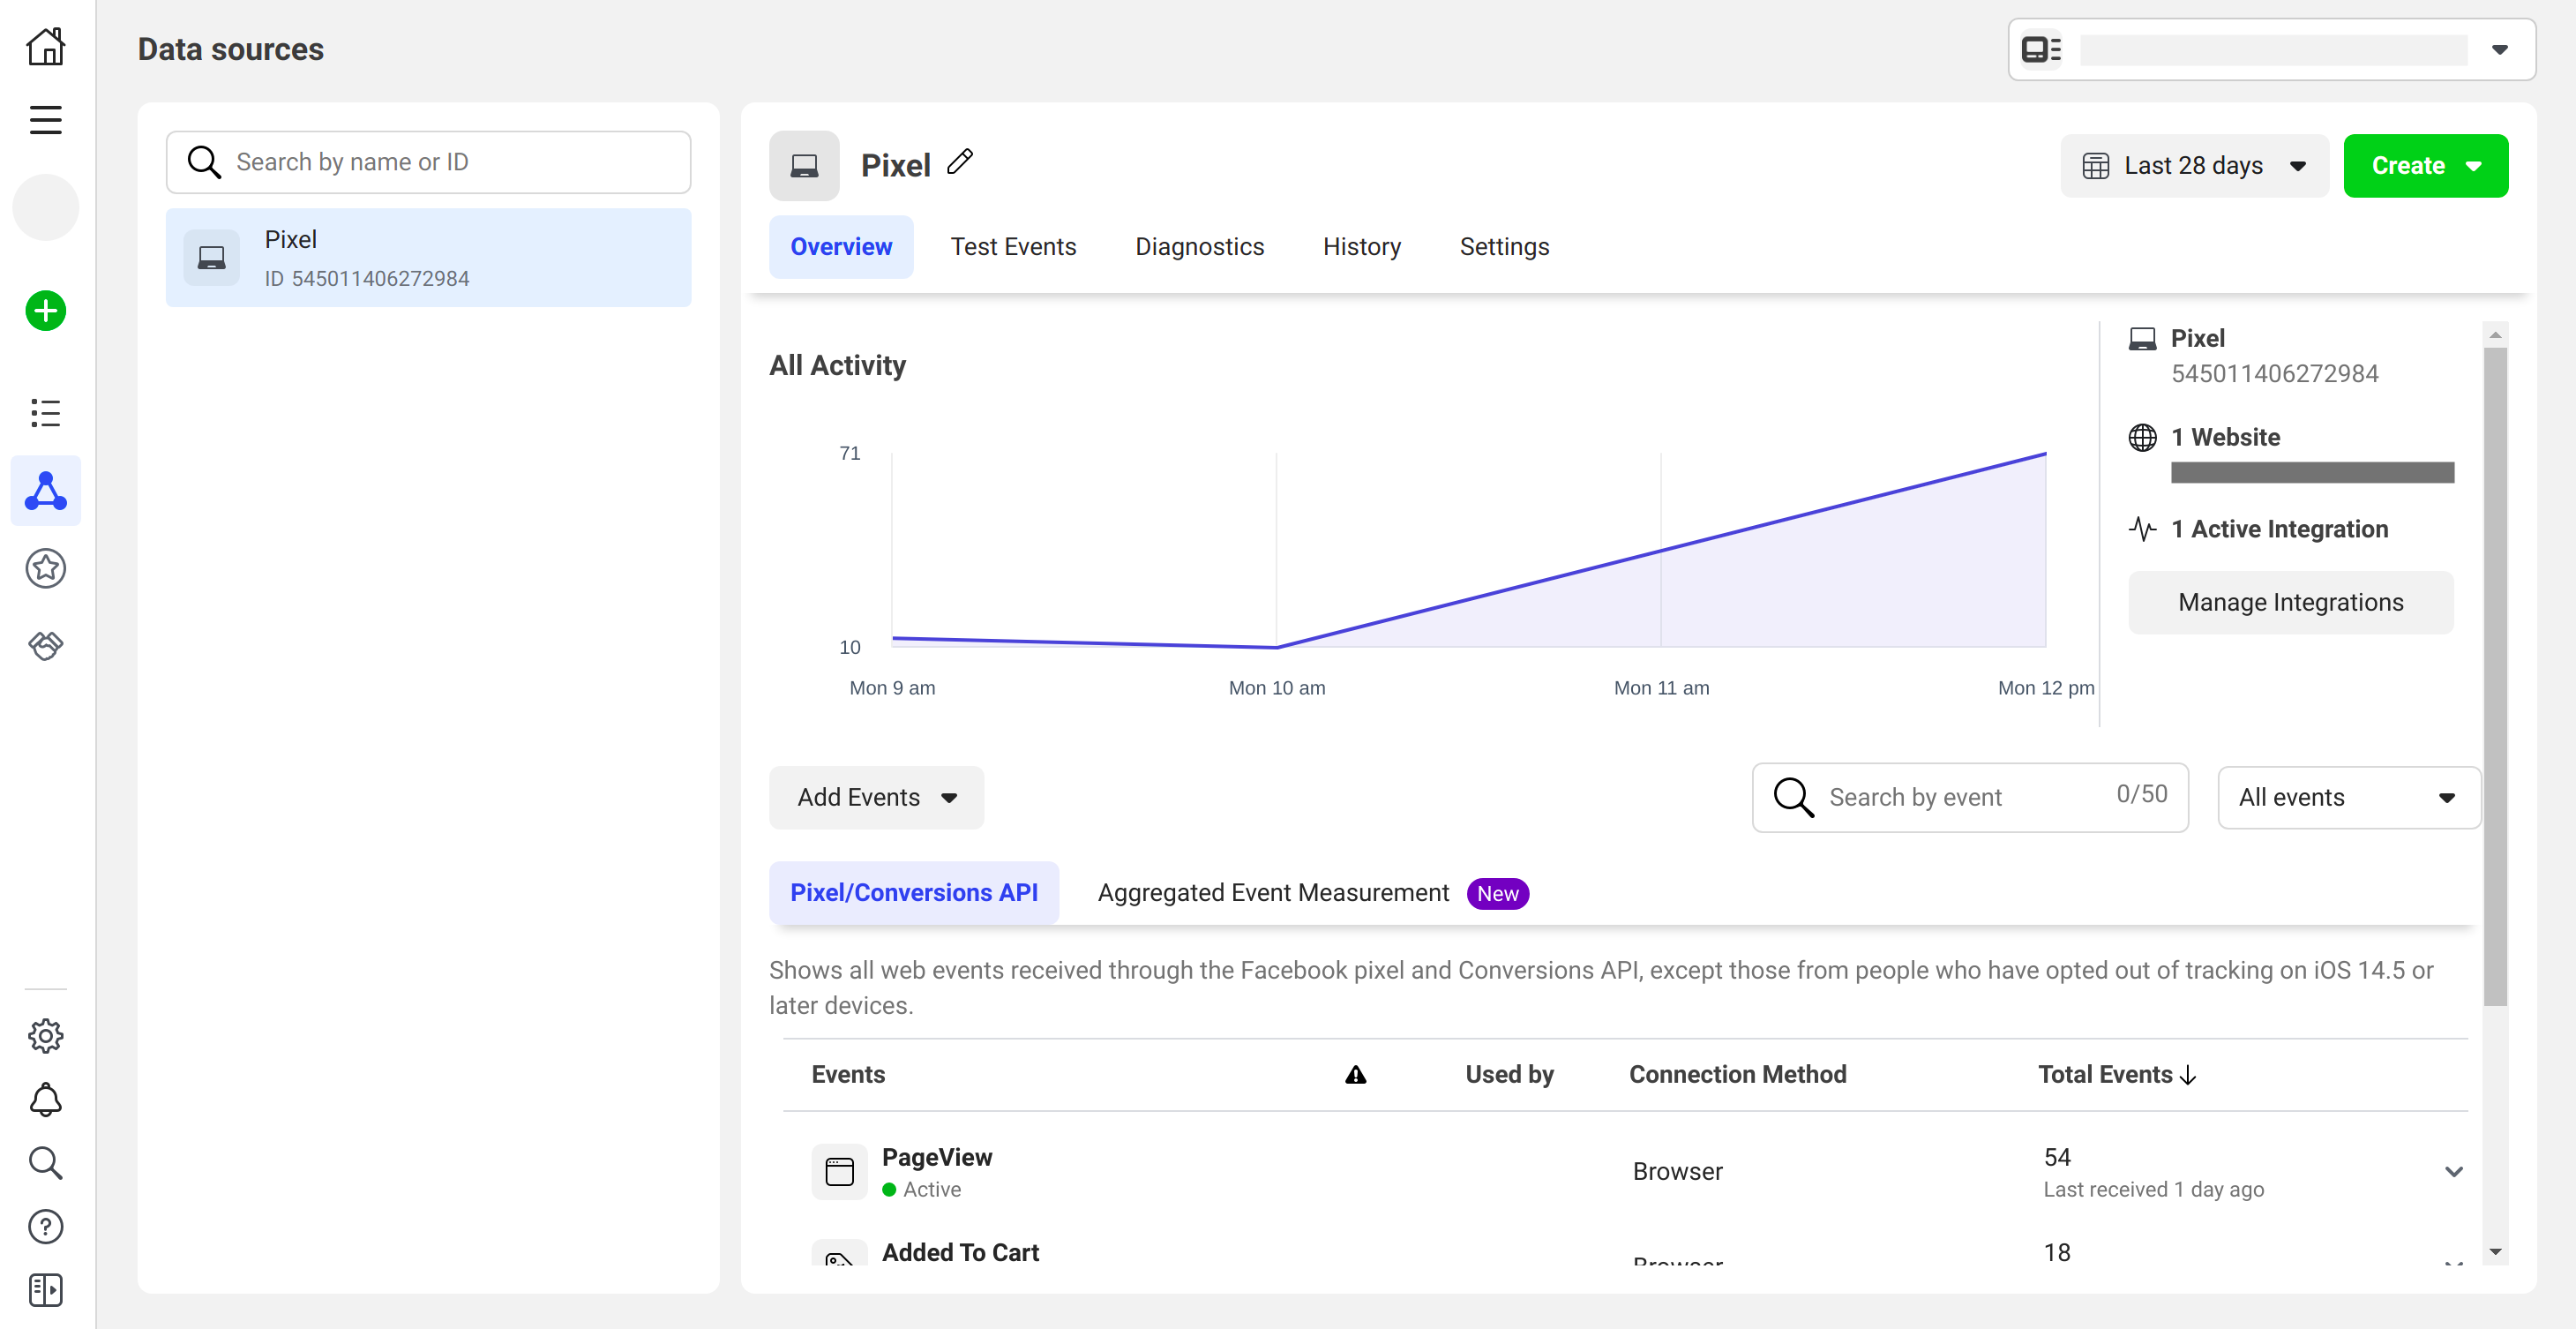 Data sources
Search by name or ID
Pixel
ID 545011406272984
Pixel
Last 28 days
Create
Overview
Test Events
Diagnostics
History
Settings
All Activity
71
10
Mon 9 am
Mon 10 am
Mon 11 am
Mon 12 pm
Pixel
545011406272984
1 Website
1 Active Integration
Manage Integrations
Add Events
Search by event
0/50
All events
Pixel/Conversions API
Aggregated Event Measurement
New
Shows all web events received through the Facebook pixel and Conversions API, except those from people who have opted out of tracking on iOS 14.5 or
later devices.
Events
Used by
Connection Method
Total Events
PageView
Active
Browser
54
Last received 1 day ago
Added To Cart
Browser
18